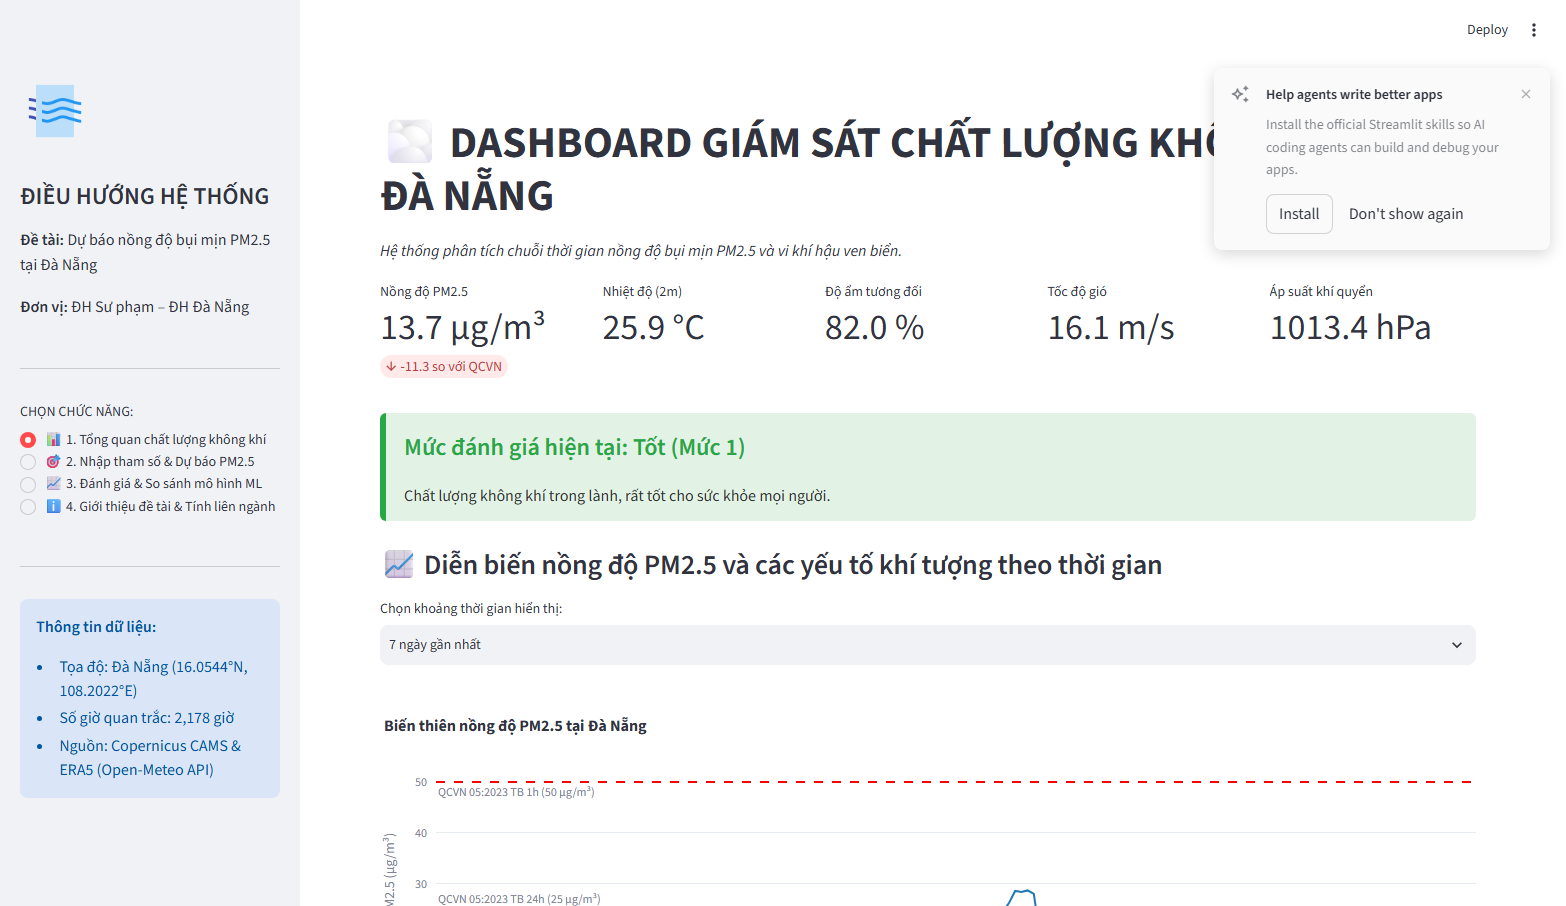 Deploy
Help agents write better apps
Install the official Streamlit skills so AI
coding agents can build and debug your
apps.
Install
Don't show again
ĐIỀU HƯỚNG HỆ THỐNG
Đề tài: Dự báo nồng độ bụi mịn PM2.5
tại Đà Nẵng
Đơn vị: ĐH Sư phạm – ĐH Đà Nẵng
CHỌN CHỨC NĂNG:
1. Tổng quan chất lượng không khí
2. Nhập tham số & Dự báo PM2.5
3. Đánh giá & So sánh mô hình ML
4. Giới thiệu đề tài & Tính liên ngành
Thông tin dữ liệu:
• Tọa độ: Đà Nẵng (16.0544°N,
108.2022°E)
• Số giờ quan trắc: 2,178 giờ
• Nguồn: Copernicus CAMS &
ERA5 (Open-Meteo API)
DASHBOARD GIÁM SÁT CHẤT LƯỢNG
ĐÀ NẴNG
Hệ thống phân tích chuỗi thời gian nồng độ bụi mịn PM2.5 và vi khí hậu ven biển.
Nồng độ PM2.5
13.7 µg/m³
↓ -11.3 so với QCVN
Nhiệt độ (2m)
25.9 °C
Độ ẩm tương đối
82.0 %
Tốc độ gió
16.1 m/s
Áp suất khí quyển
1013.4 hPa
Mức đánh giá hiện tại: Tốt (Mức 1)
Chất lượng không khí trong lành, rất tốt cho sức khỏe mọi người.
Diễn biến nồng độ PM2.5 và các yếu tố khí tượng theo thời gian
Chọn khoảng thời gian hiển thị:
7 ngày gần nhất
Biến thiên nồng độ PM2.5 tại Đà Nẵng
50
QCVN 05:2023 TB 1h (50 µg/m³)
40
30
QCVN 05:2023 TB 24h (25 µg/m³)
(µg/m³)